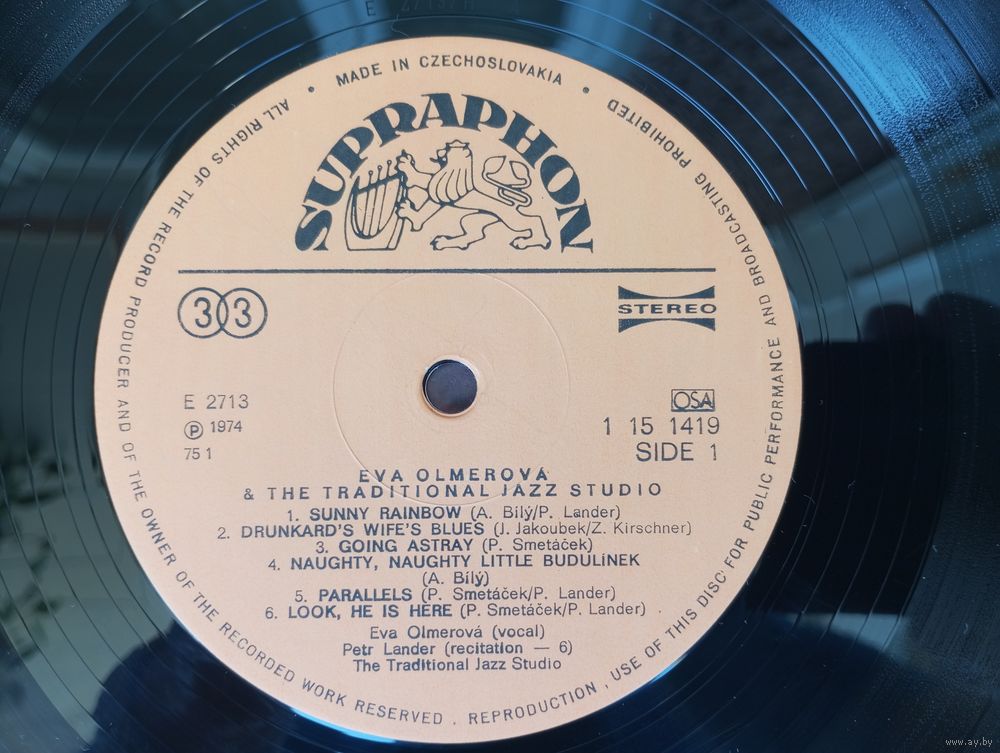 MADE IN CZECHOSLOVAKIA
ALL RIGHTS OF THE RECORD PRODUCER AND OF THE OWNER OF THE RECORDED WORK RESERVED . REPRODUCTION , USE OF THIS DISC FOR PUBLIC PERFORMANCE AND BROADCASTING PROHIBITED
SUPRAPHON
33
STEREO
E 2713
Ⓟ 1974
75 1
OSA
1 15 1419
SIDE 1
EVA OLMEROVÁ
& THE TRADITIONAL JAZZ STUDIO
1. SUNNY RAINBOW (A. Bílý/P. Lander)
2. DRUNKARD'S WIFE'S BLUES (J. Jakoubek/Z. Kirschner)
3. GOING ASTRAY (P. Smetáček)
4. NAUGHTY, NAUGHTY LITTLE BUDULÍNEK
(A. Bílý)
5. PARALLELS (P. Smetáček/P. Lander)
6. LOOK, HE IS HERE (P. Smetáček/P. Lander)
Eva Olmerová (vocal)
Petr Lander (recitation — 6)
The Traditional Jazz Studio
www.ay.by